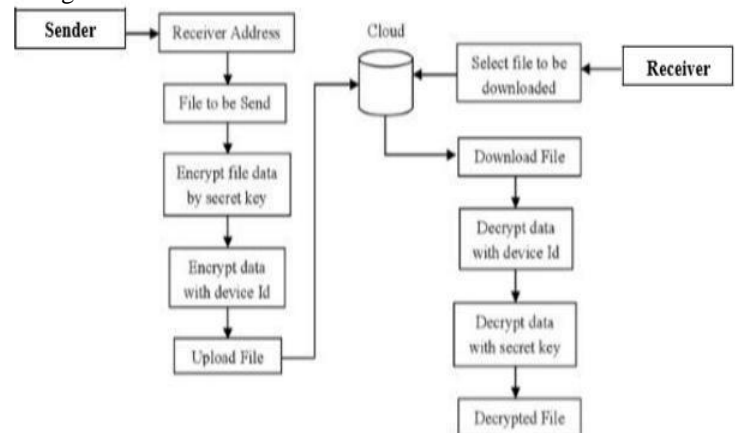 Sender
Receiver Address
File to be Send
Encrypt file data
by secret key
Encrypt data
with device Id
Upload File
Cloud
Select file to be
downloaded
Receiver
Download File
Decrypt data
with device Id
Decrypt data
with secret key
Decrypted File